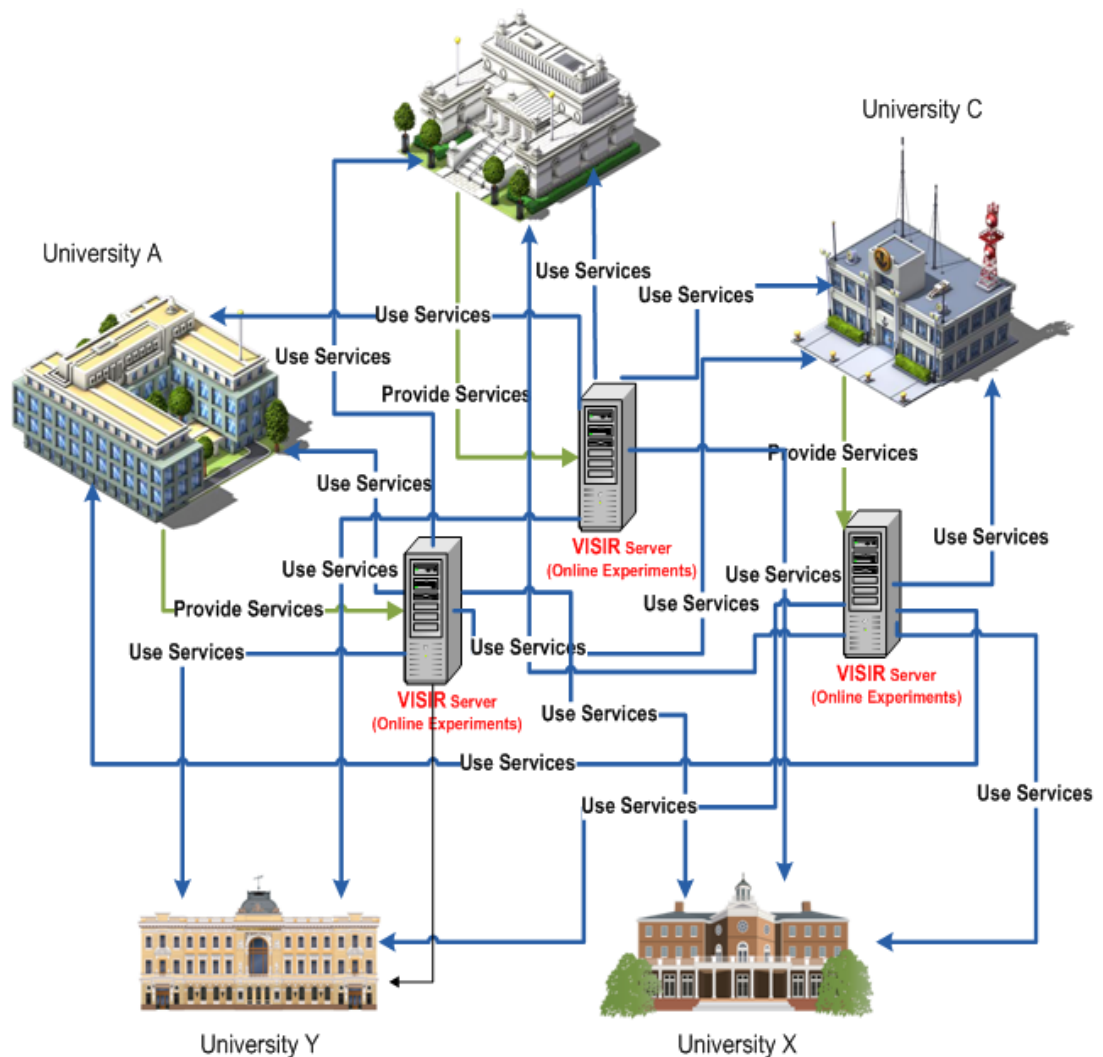 University C
University A
Use Services
Use Services
Use Services
Use Services
Provide Services
Provide Services
Use Services
Use Services
VISIR Server
(Online Experiments)
Use Services
Use Services
Use Services
Provide Services
Use Services
Use Services
VISIR Server
(Online Experiments)
VISIR Server
(Online Experiments)
Use Services
Use Services
Use Services
Use Services
University Y
University X